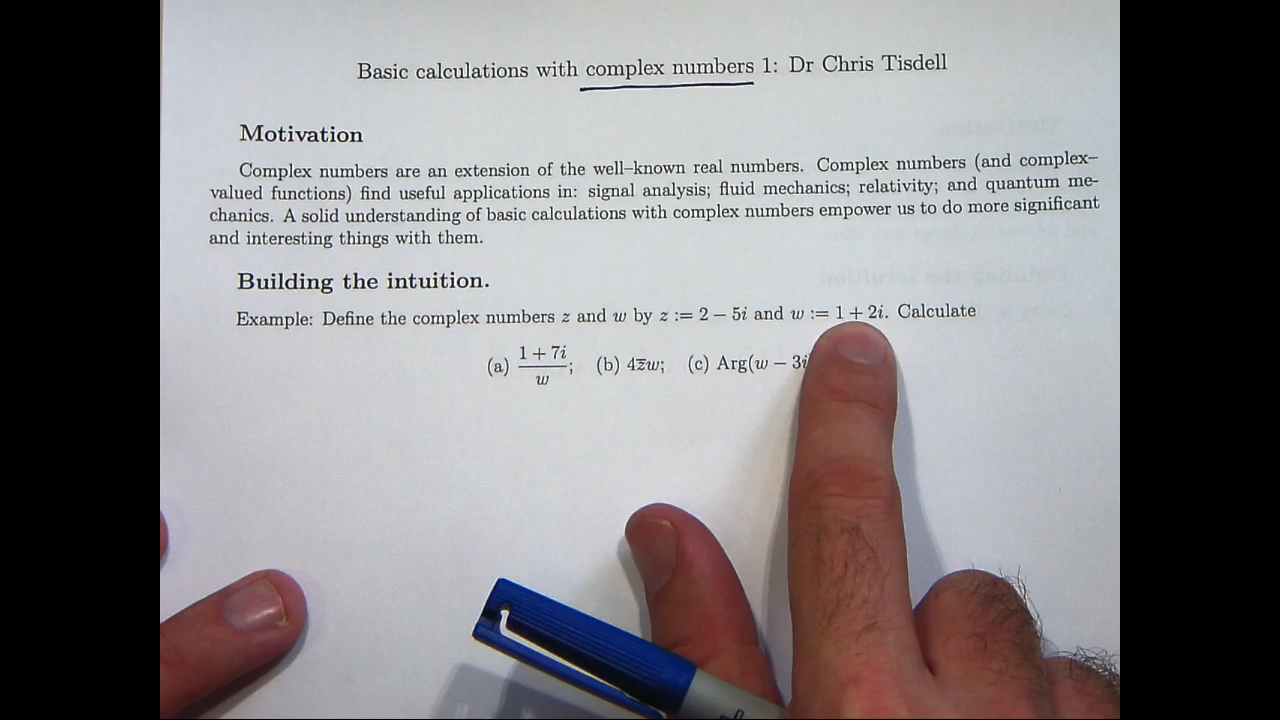 Basic calculations with complex numbers 1: Dr Chris Tisdell
Motivation
Complex numbers are an extension of the well–known real numbers. Complex numbers (and complex–
valued functions) find useful applications in: signal analysis; fluid mechanics; relativity; and quantum me-
chanics. A solid understanding of basic calculations with complex numbers empower us to do more significant
and interesting things with them.
Building the intuition.
Example: Define the complex numbers z and w by z := 2 − 5i and w := 1 + 2i. Calculate
(a) \frac{1 + 7i}{w}; (b) 4z̄w; (c) Arg(w − 3i